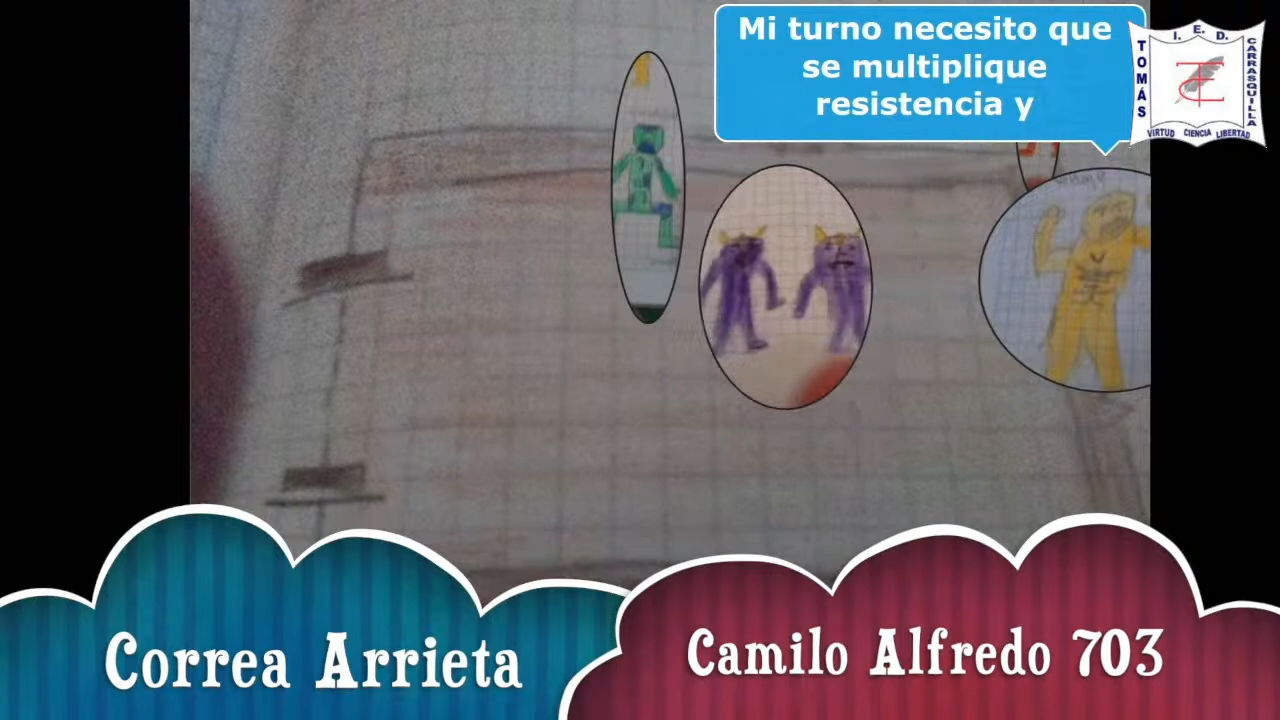 Mi turno necesito que
se multiplique
resistencia y
I. E. D.
TOMÁS
CARRASQUILLA
VIRTUD CIENCIA LIBERTAD
Correa Arrieta
Camilo Alfredo 703